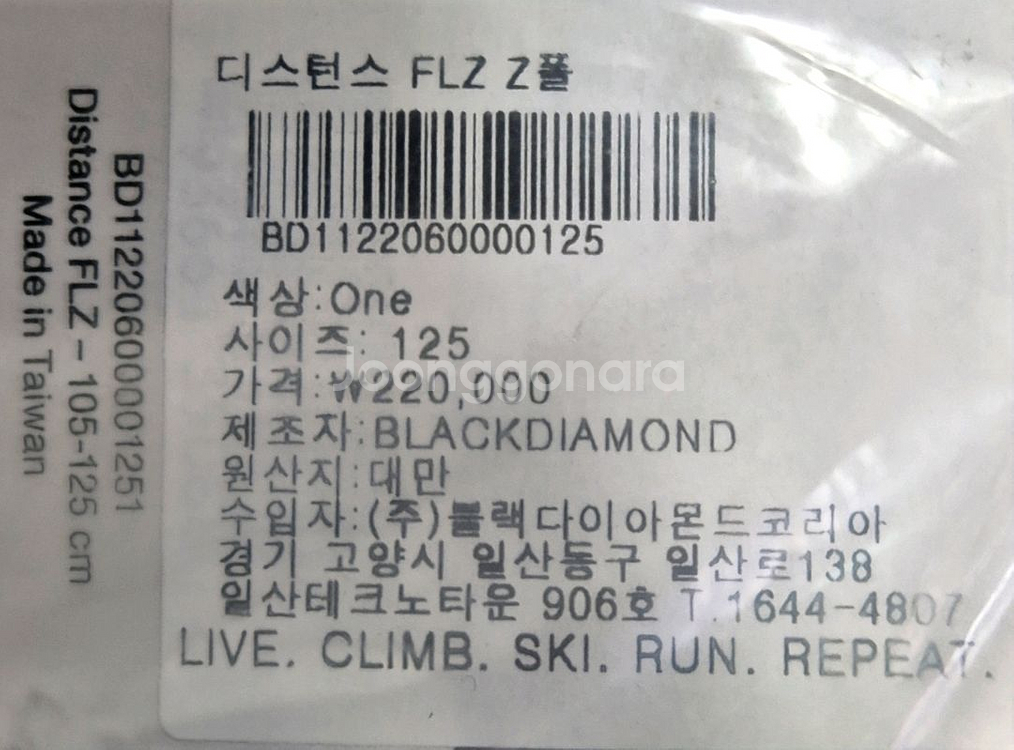 디스턴스 FLZ Z폴
BD1122060000125
색상:One
사이즈: 125
가격:₩220,000
제조자:BLACKDIAMOND
원산지:대만
수입자:(주)블랙다이아몬드코리아
경기 고양시 일산동구 일산로138
일산테크노타운 906호 T.1644-4807
LIVE. CLIMB. SKI. RUN. REPEAT.
BD11220600001251
Distance FLZ – 105-125 cm
Made in Taiwan
Joonggonara